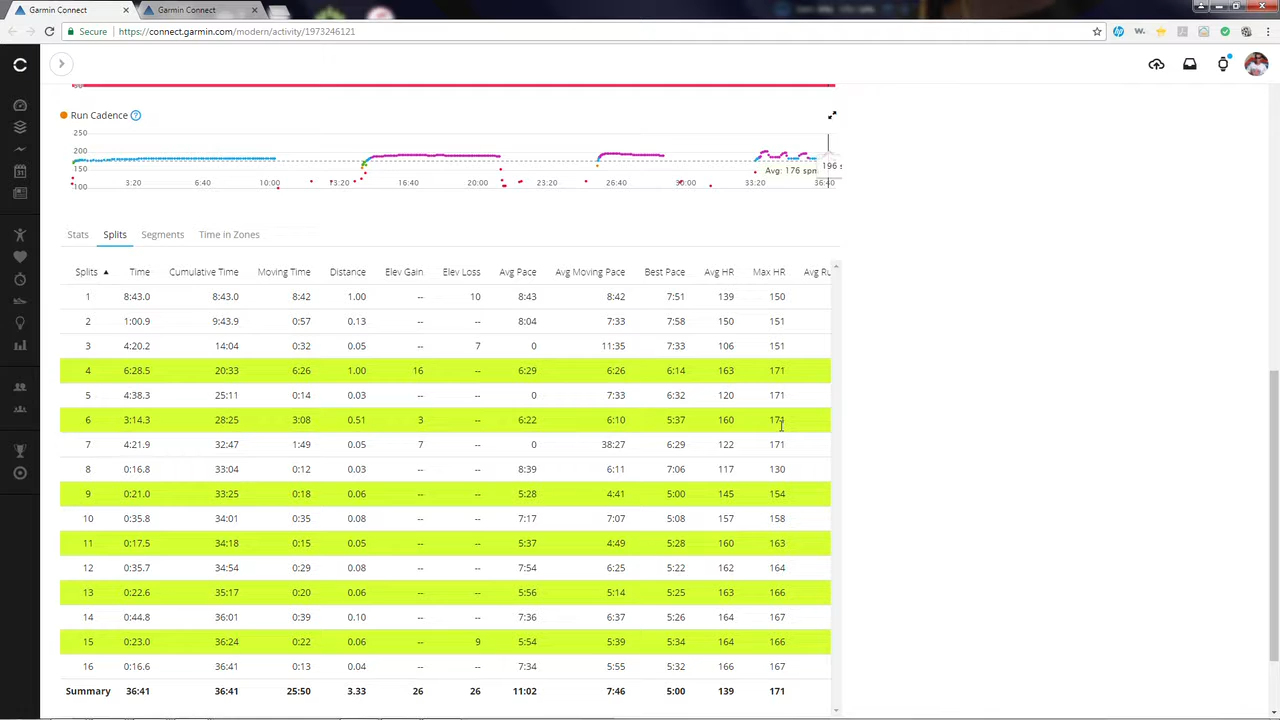 Garmin Connect
Garmin Connect
Secure https://connect.garmin.com/modern/activity/1973246121
Run Cadence
250
200
150
100
Avg: 176 spm
196 s
3:20 6:40 10:00 13:20 16:40 20:00 23:20 26:40 30:00 33:20 36:40
Stats Splits Segments Time in Zones
Splits Time Cumulative Time Moving Time Distance Elev Gain Elev Loss Avg Pace Avg Moving Pace Best Pace Avg HR Max HR Avg Ru
1 8:43.0 8:43.0 8:42 1.00 -- 10 8:43 8:42 7:51 139 150
2 1:00.9 9:43.9 0:57 0.13 -- -- 8:04 7:33 7:58 150 151
3 4:20.2 14:04 0:32 0.05 -- 7 0 11:35 7:33 106 151
4 6:28.5 20:33 6:26 1.00 16 -- 6:29 6:26 6:14 163 171
5 4:38.3 25:11 0:14 0.03 -- -- 0 7:33 6:32 120 171
6 3:14.3 28:25 3:08 0.51 3 -- 6:22 6:10 5:37 160 171
7 4:21.9 32:47 1:49 0.05 7 -- 0 38:27 6:29 122 171
8 0:16.8 33:04 0:12 0.03 -- -- 8:39 6:11 7:06 117 130
9 0:21.0 33:25 0:18 0.06 -- -- 5:28 4:41 5:00 145 154
10 0:35.8 34:01 0:35 0.08 -- -- 7:17 7:07 5:08 157 158
11 0:17.5 34:18 0:15 0.05 -- -- 5:37 4:49 5:28 160 163
12 0:35.7 34:54 0:29 0.08 -- -- 7:54 6:25 5:22 162 164
13 0:22.6 35:17 0:20 0.06 -- -- 5:56 5:14 5:25 163 166
14 0:44.8 36:01 0:39 0.10 -- -- 7:36 6:37 5:26 164 167
15 0:23.0 36:24 0:22 0.06 -- 9 5:54 5:39 5:34 164 166
16 0:16.6 36:41 0:13 0.04 -- -- 7:34 5:55 5:32 166 167
Summary 36:41 36:41 25:50 3.33 26 26 11:02 7:46 5:00 139 171